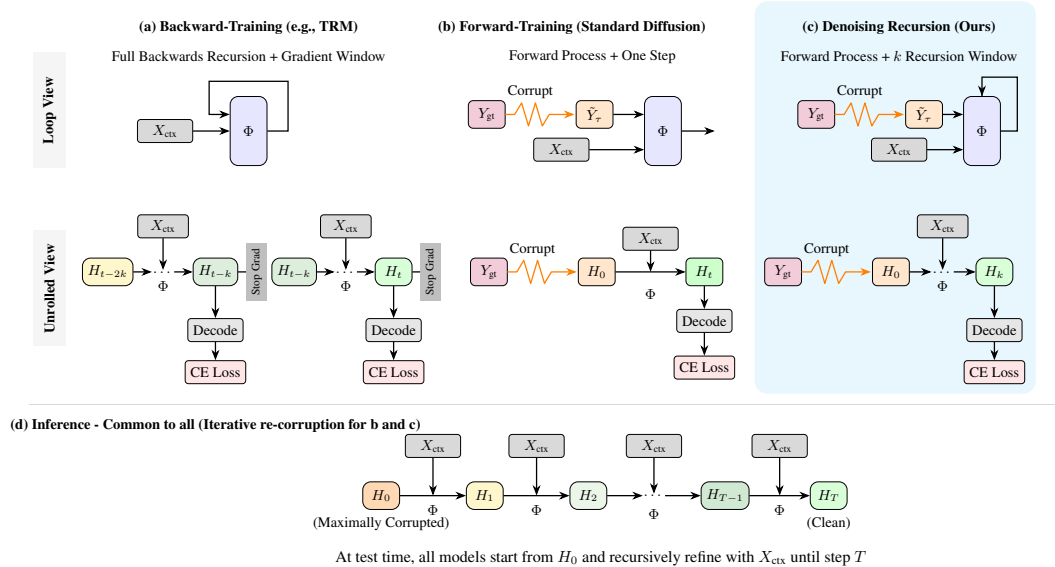 (a) Backward-Training (e.g., TRM)
Full Backwards Recursion + Gradient Window
(b) Forward-Training (Standard Diffusion)
Forward Process + One Step
(c) Denoising Recursion (Ours)
Forward Process + k Recursion Window
Loop View
X_ctx
Φ
Y_gt
Corrupt
Ỹ_τ
X_ctx
Φ
Y_gt
Corrupt
Ỹ_τ
X_ctx
Φ
Unrolled View
X_ctx
H_{t−2k}
· · ·
Φ
H_{t−k}
Stop Grad
Decode
CE Loss
X_ctx
H_{t−k}
· · ·
Φ
H_t
Stop Grad
Decode
CE Loss
Y_gt
Corrupt
H_0
X_ctx
Φ
H_t
Decode
CE Loss
Y_gt
Corrupt
H_0
X_ctx
· · ·
Φ
H_k
Decode
CE Loss
(d) Inference - Common to all (Iterative re-corruption for b and c)
X_ctx
X_ctx
X_ctx
X_ctx
H_0
H_1
H_2
· · ·
H_{T−1}
H_T
Φ
Φ
Φ
Φ
(Maximally Corrupted)
(Clean)
At test time, all models start from H_0 and recursively refine with X_ctx until step T